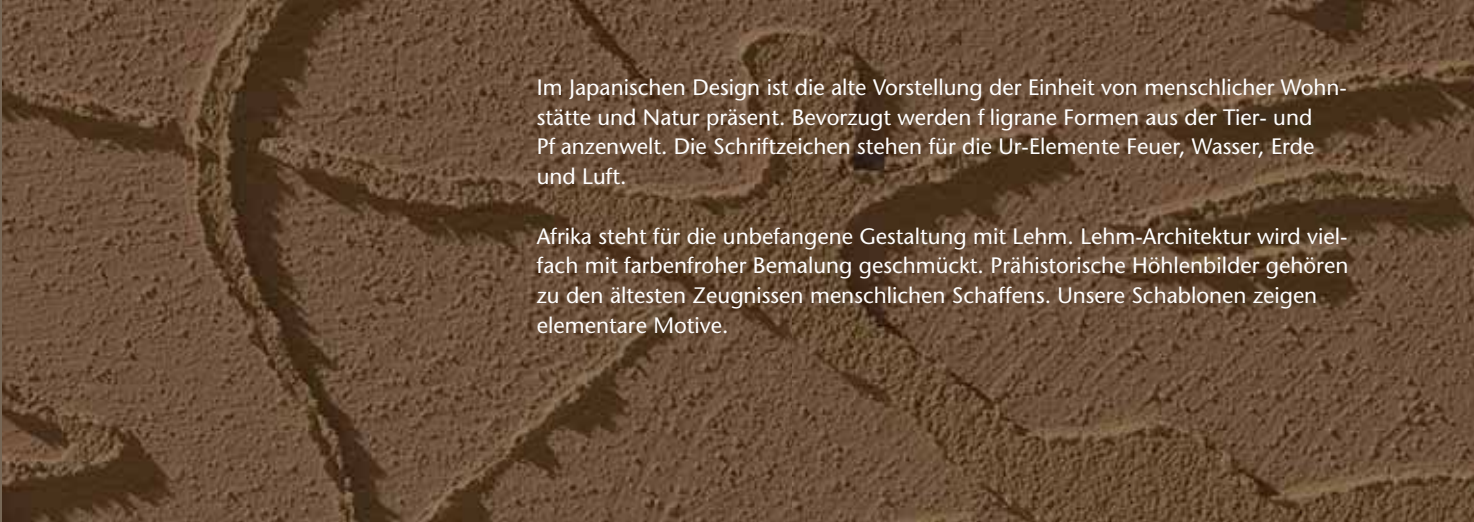 Im Japanischen Design ist die alte Vorstellung der Einheit von menschlicher Wohn-
stätte und Natur präsent. Bevorzugt werden f ligrane Formen aus der Tier- und
Pf anzenwelt. Die Schriftzeichen stehen für die Ur-Elemente Feuer, Wasser, Erde
und Luft.
Afrika steht für die unbefangene Gestaltung mit Lehm. Lehm-Architektur wird viel-
fach mit farbenfroher Bemalung geschmückt. Prähistorische Höhlenbilder gehören
zu den ältesten Zeugnissen menschlichen Schaffens. Unsere Schablonen zeigen
elementare Motive.